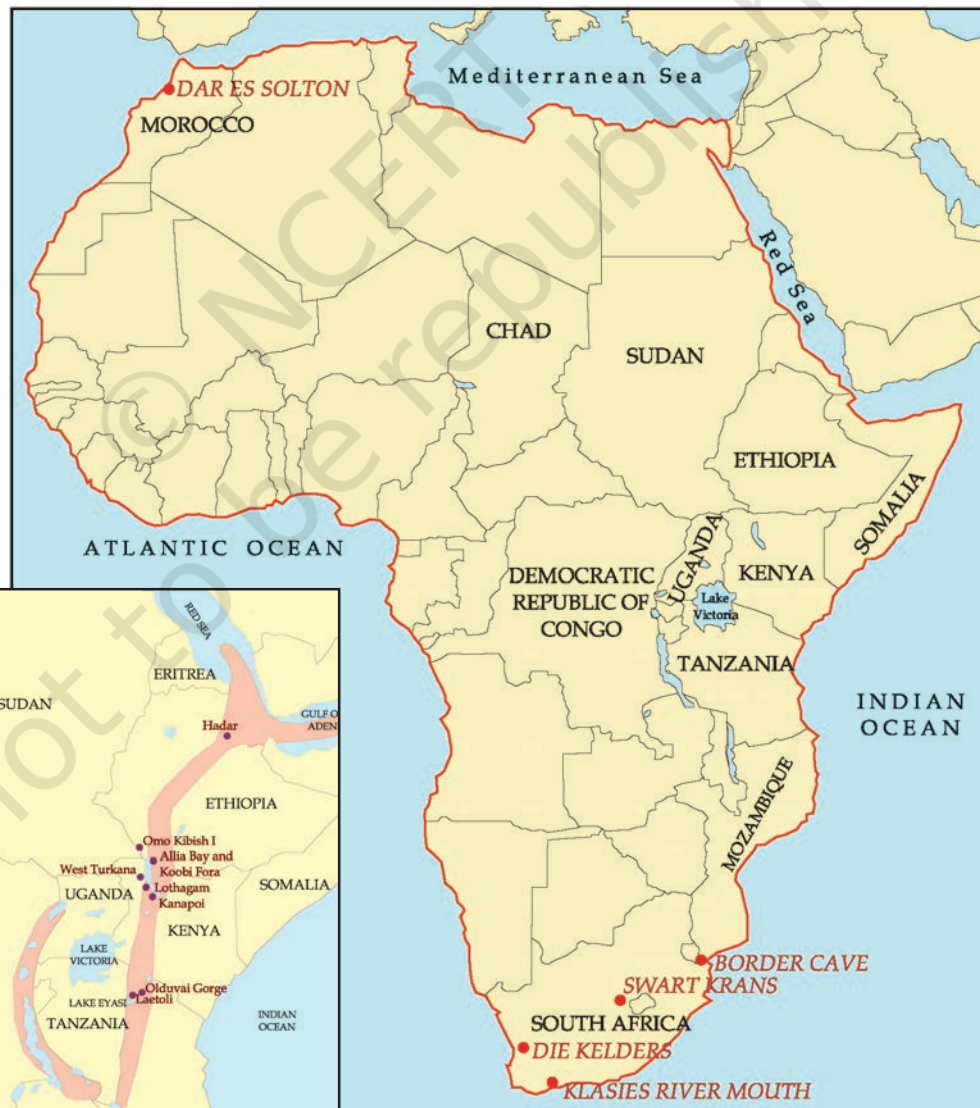 © NCERT
not to be republished
Mediterranean Sea
DAR ES SOLTON
MOROCCO
Red Sea
CHAD
SUDAN
ETHIOPIA
SOMALIA
ATLANTIC OCEAN
UGANDA
KENYA
DEMOCRATIC
REPUBLIC OF
CONGO
Lake
Victoria
TANZANIA
INDIAN
OCEAN
MOZAMBIQUE
BORDER CAVE
SWART KRANS
SOUTH AFRICA
DIE KELDERS
KLASIES RIVER MOUTH
RED SEA
ERITREA
SUDAN
GULF O
ADEN
Hadar
ETHIOPIA
Omo Kibish I
Allia Bay and
Koobi Fora
West Turkana
Lothagam
Kanapoi
UGANDA
SOMALIA
KENYA
LAKE
VICTORIA
Olduvai Gorge
LAKE EYASI
Laetoli
TANZANIA
INDIAN
OCEAN